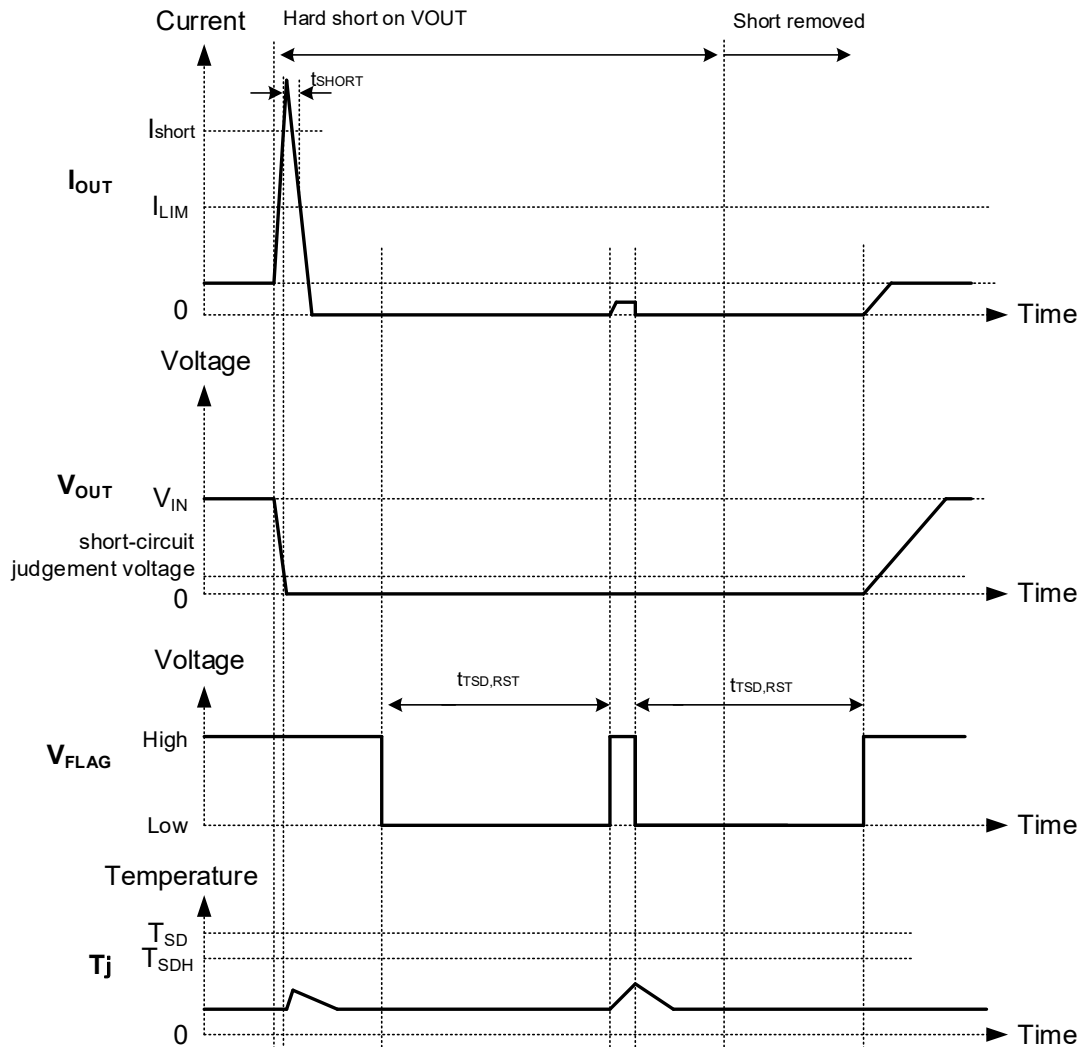 Current
Hard short on VOUT
Short removed
tSHORT
Ishort
IOUT
ILIM
0
Time
Voltage
VOUT
VIN
short-circuit
judgement voltage
0
Time
Voltage
tTSD,RST
tTSD,RST
High
VFLAG
Low
Time
Temperature
TSD
Tj
TSDH
0
Time